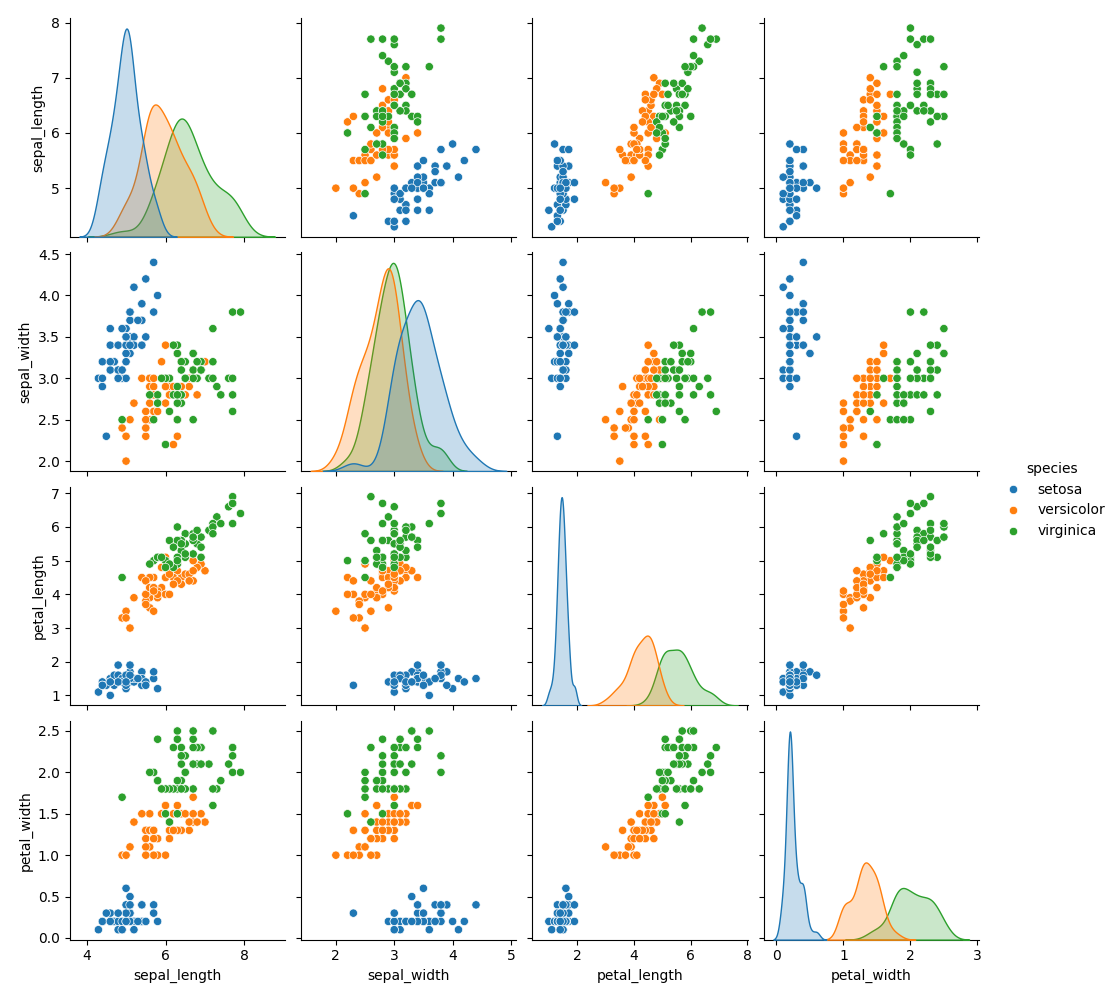 8
7
6
5
sepal_length
4.5
4.0
3.5
3.0
2.5
2.0
sepal_width
7
6
5
4
3
2
1
petal_length
2.5
2.0
1.5
1.0
0.5
0.0
petal_width
4 6 8
sepal_length
2 3 4 5
sepal_width
2 4 6 8
petal_length
0 1 2 3
petal_width
species
setosa
versicolor
virginica